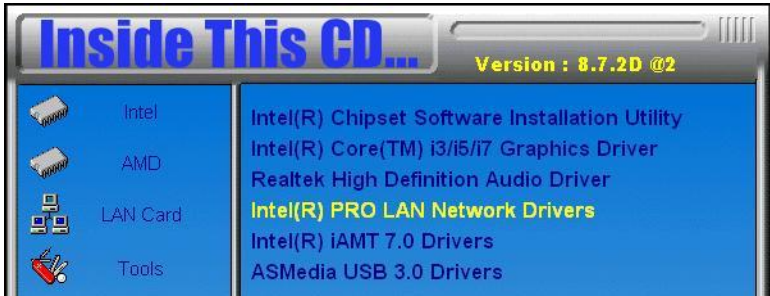 Inside This CD...
Version : 8.7.2D @2
Intel
AMD
LAN Card
Tools
Intel(R) Chipset Software Installation Utility
Intel(R) Core(TM) i3/i5/i7 Graphics Driver
Realtek High Definition Audio Driver
Intel(R) PRO LAN Network Drivers
Intel(R) iAMT 7.0 Drivers
ASMedia USB 3.0 Drivers